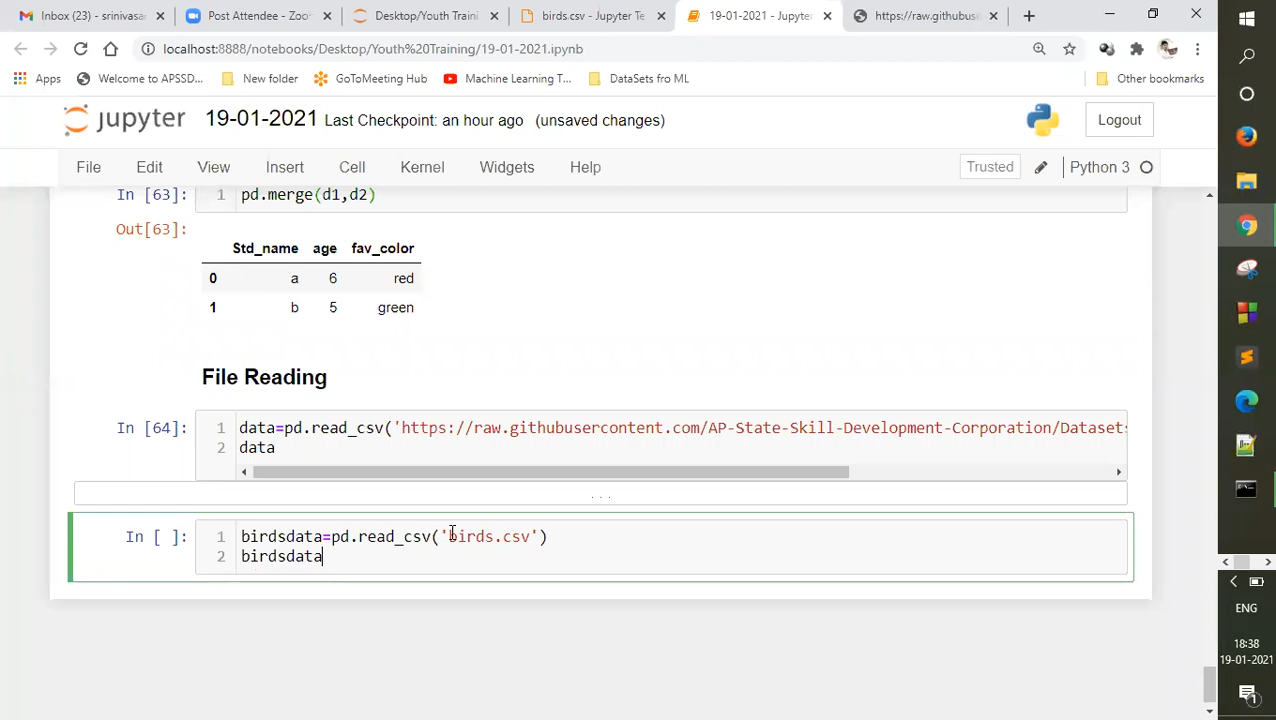 Inbox (23) - srinivasar
Post Attendee - Zoo
Desktop/Youth Traini
birds.csv - Jupyter Te
19-01-2021 - Jupyte
https://raw.githubus
localhost:8888/notebooks/Desktop/Youth%20Training/19-01-2021.ipynb
Apps
Welcome to APSSD...
New folder
GoToMeeting Hub
Machine Learning T...
DataSets fro ML
Other bookmarks
jupyter 19-01-2021 Last Checkpoint: an hour ago (unsaved changes)
Logout
File Edit View Insert Cell Kernel Widgets Help
Trusted
Python 3
In [63]: 1 pd.merge(d1,d2)
Out[63]:
Std_name age fav_color
0 a 6 red
1 b 5 green
File Reading
In [64]: 1 data=pd.read_csv('https://raw.githubusercontent.com/AP-State-Skill-Development-Corporation/Datasets
2 data
...
In [ ]: 1 birdsdata=pd.read_csv('birds.csv')
2 birdsdata
ENG
18:38
19-01-2021
1